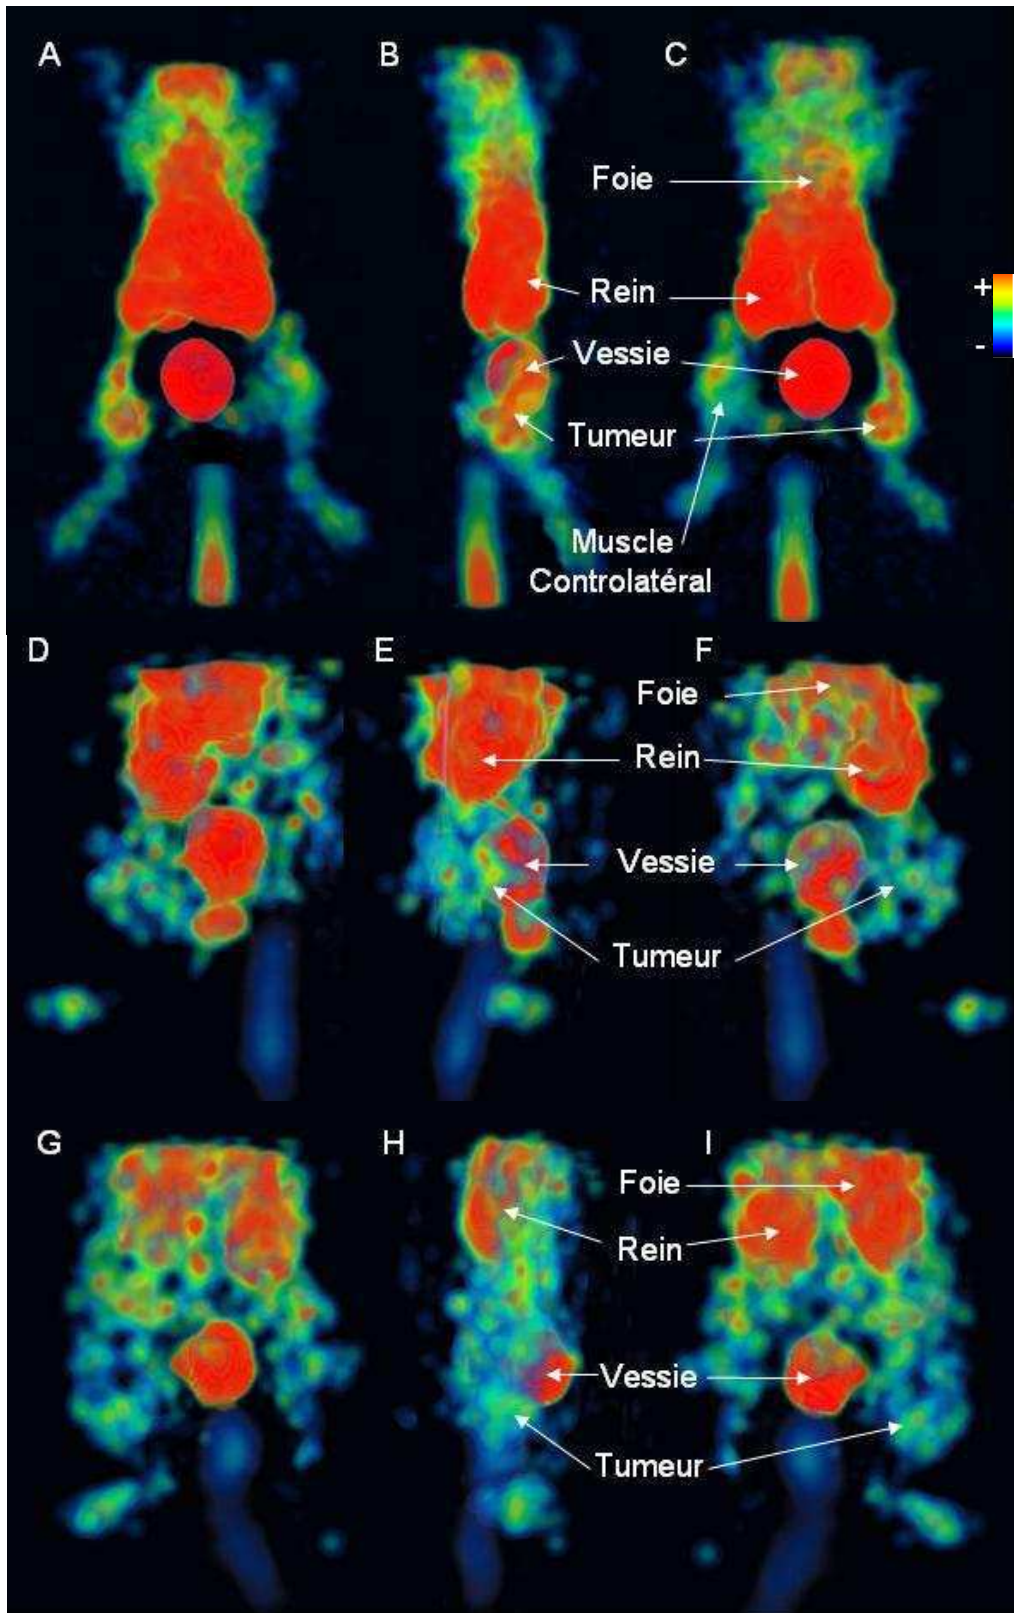 A
B
C
Foie
Rein
+
Vessie
-
Tumeur
Muscle
Controlatéral
D
E
F
Foie
Rein
Vessie
Tumeur
G
H
I
Foie
Rein
Vessie
Tumeur